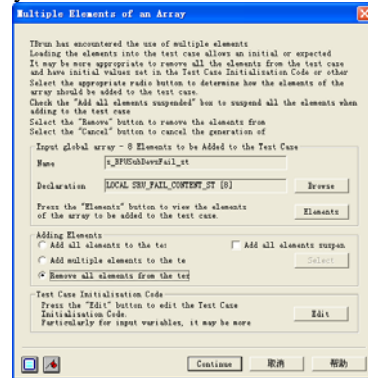 Multiple Elements of an Array
TBrun has encountered the use of multiple elements
Loading the elements into the test case allows an initial or expected
It may be more appropriate to remove all the elements from the test case
and have initial values set in the Test Case Initialisation Code or other
Select the appropriate radio button to determine how the elements of the
array should be added to the test case.
Check the "Add all elements suspended" box to suspend all the elements when
adding to the test case
Select the "Remove" button to remove the elements from
Select the "Cancel" button to cancel the generation of
Input global array - 8 Elements to be Added to the Test Case
Name s_BPUSubDevsFail_st
Declaration LOCAL SRU_FAIL_CONTENT_ST [8] Browse
Press the "Elements" button to view the elements
of the array to be added to the test case. Elements
Adding Elements
Add all elements to the te: Add all elements suspen
Add multiple elements to the te Select
Remove all elements from the tes
Test Case Initialisation Code
Press the "Edit" button to edit the Test Case
Initialisation Code. Edit
Particularly for input variables, it may be more
Continue 取消 帮助